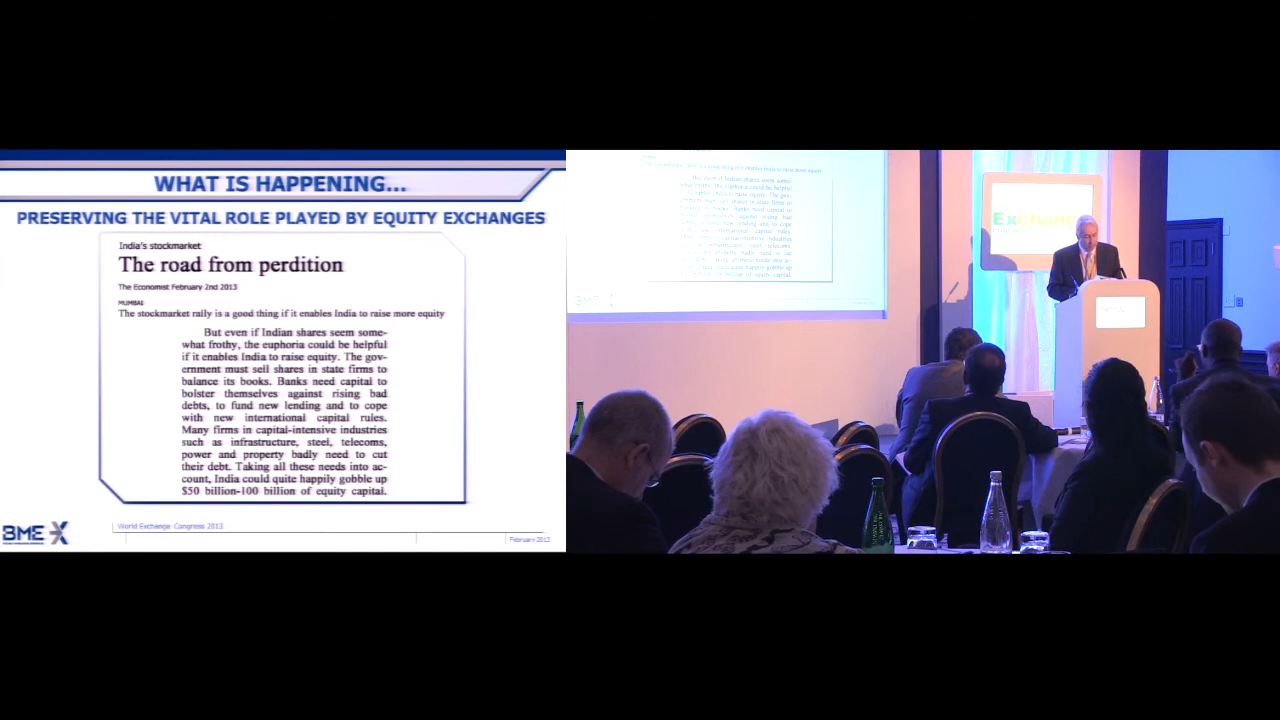 WHAT IS HAPPENING...
PRESERVING THE VITAL ROLE PLAYED BY EQUITY EXCHANGES
India's stockmarket
The road from perdition
The Economist February 2nd 2013
MUMBAI
The stockmarket rally is a good thing if it enables India to raise more equity
But even if Indian shares seem some-
what frothy, the euphoria could be helpful
if it enables India to raise equity. The gov-
ernment must sell shares in state firms to
balance its books. Banks need capital to
bolster themselves against rising bad
debts, to fund new lending and to cope
with new international capital rules.
Many firms in capital-intensive industries
such as infrastructure, steel, telecoms,
power and property badly need to cut
their debt. Taking all these needs into ac-
count, India could quite happily gobble up
$50 billion-100 billion of equity capital.
BME X
World Exchange Congress 2013
February 2013
Exchange